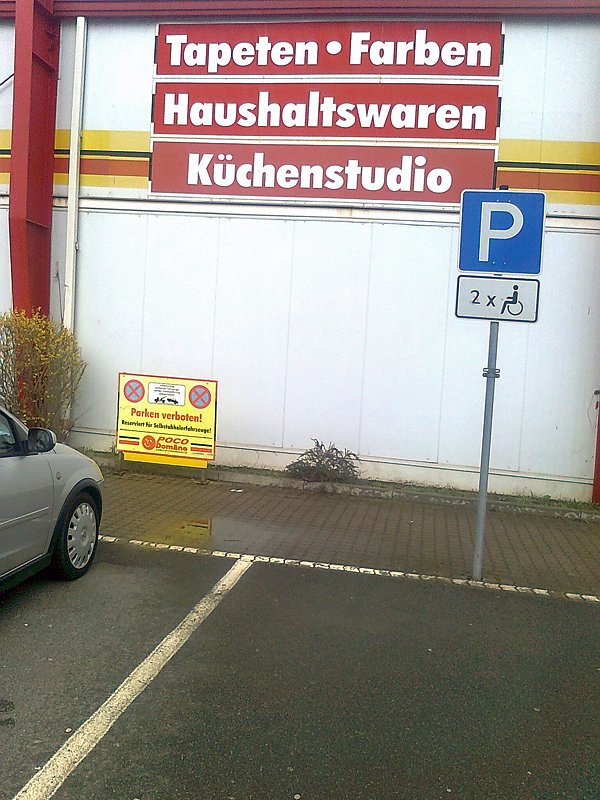 Tapeten • Farben
Haushaltswaren
Küchenstudio
P
2 x
Parken verboten!
Reserviert für Selbstabholerfahrzeuge!
POCO
Domäne